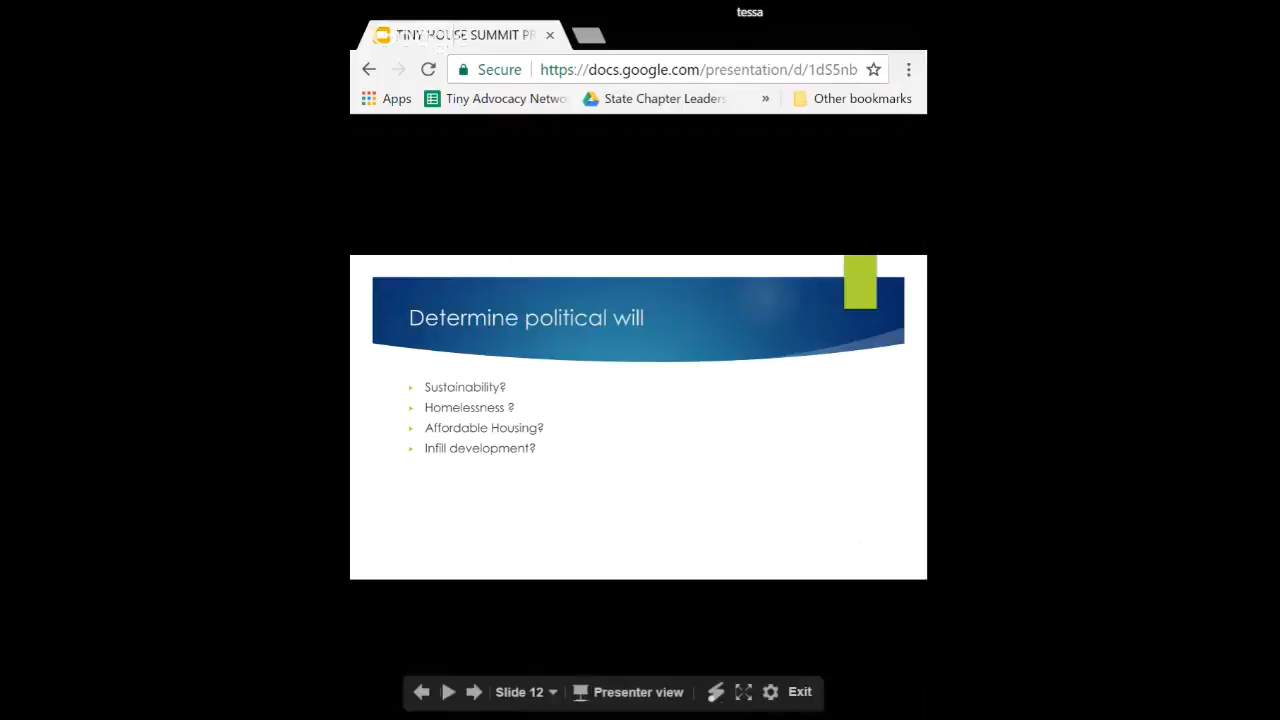 tessa
TINY HOUSE SUMMIT PR
Secure https://docs.google.com/presentation/d/1dS5nb
Apps Tiny Advocacy Netwo State Chapter Leaders » Other bookmarks
Determine political will
Sustainability?
Homelessness ?
Affordable Housing?
Infill development?
Slide 12 Presenter view Exit